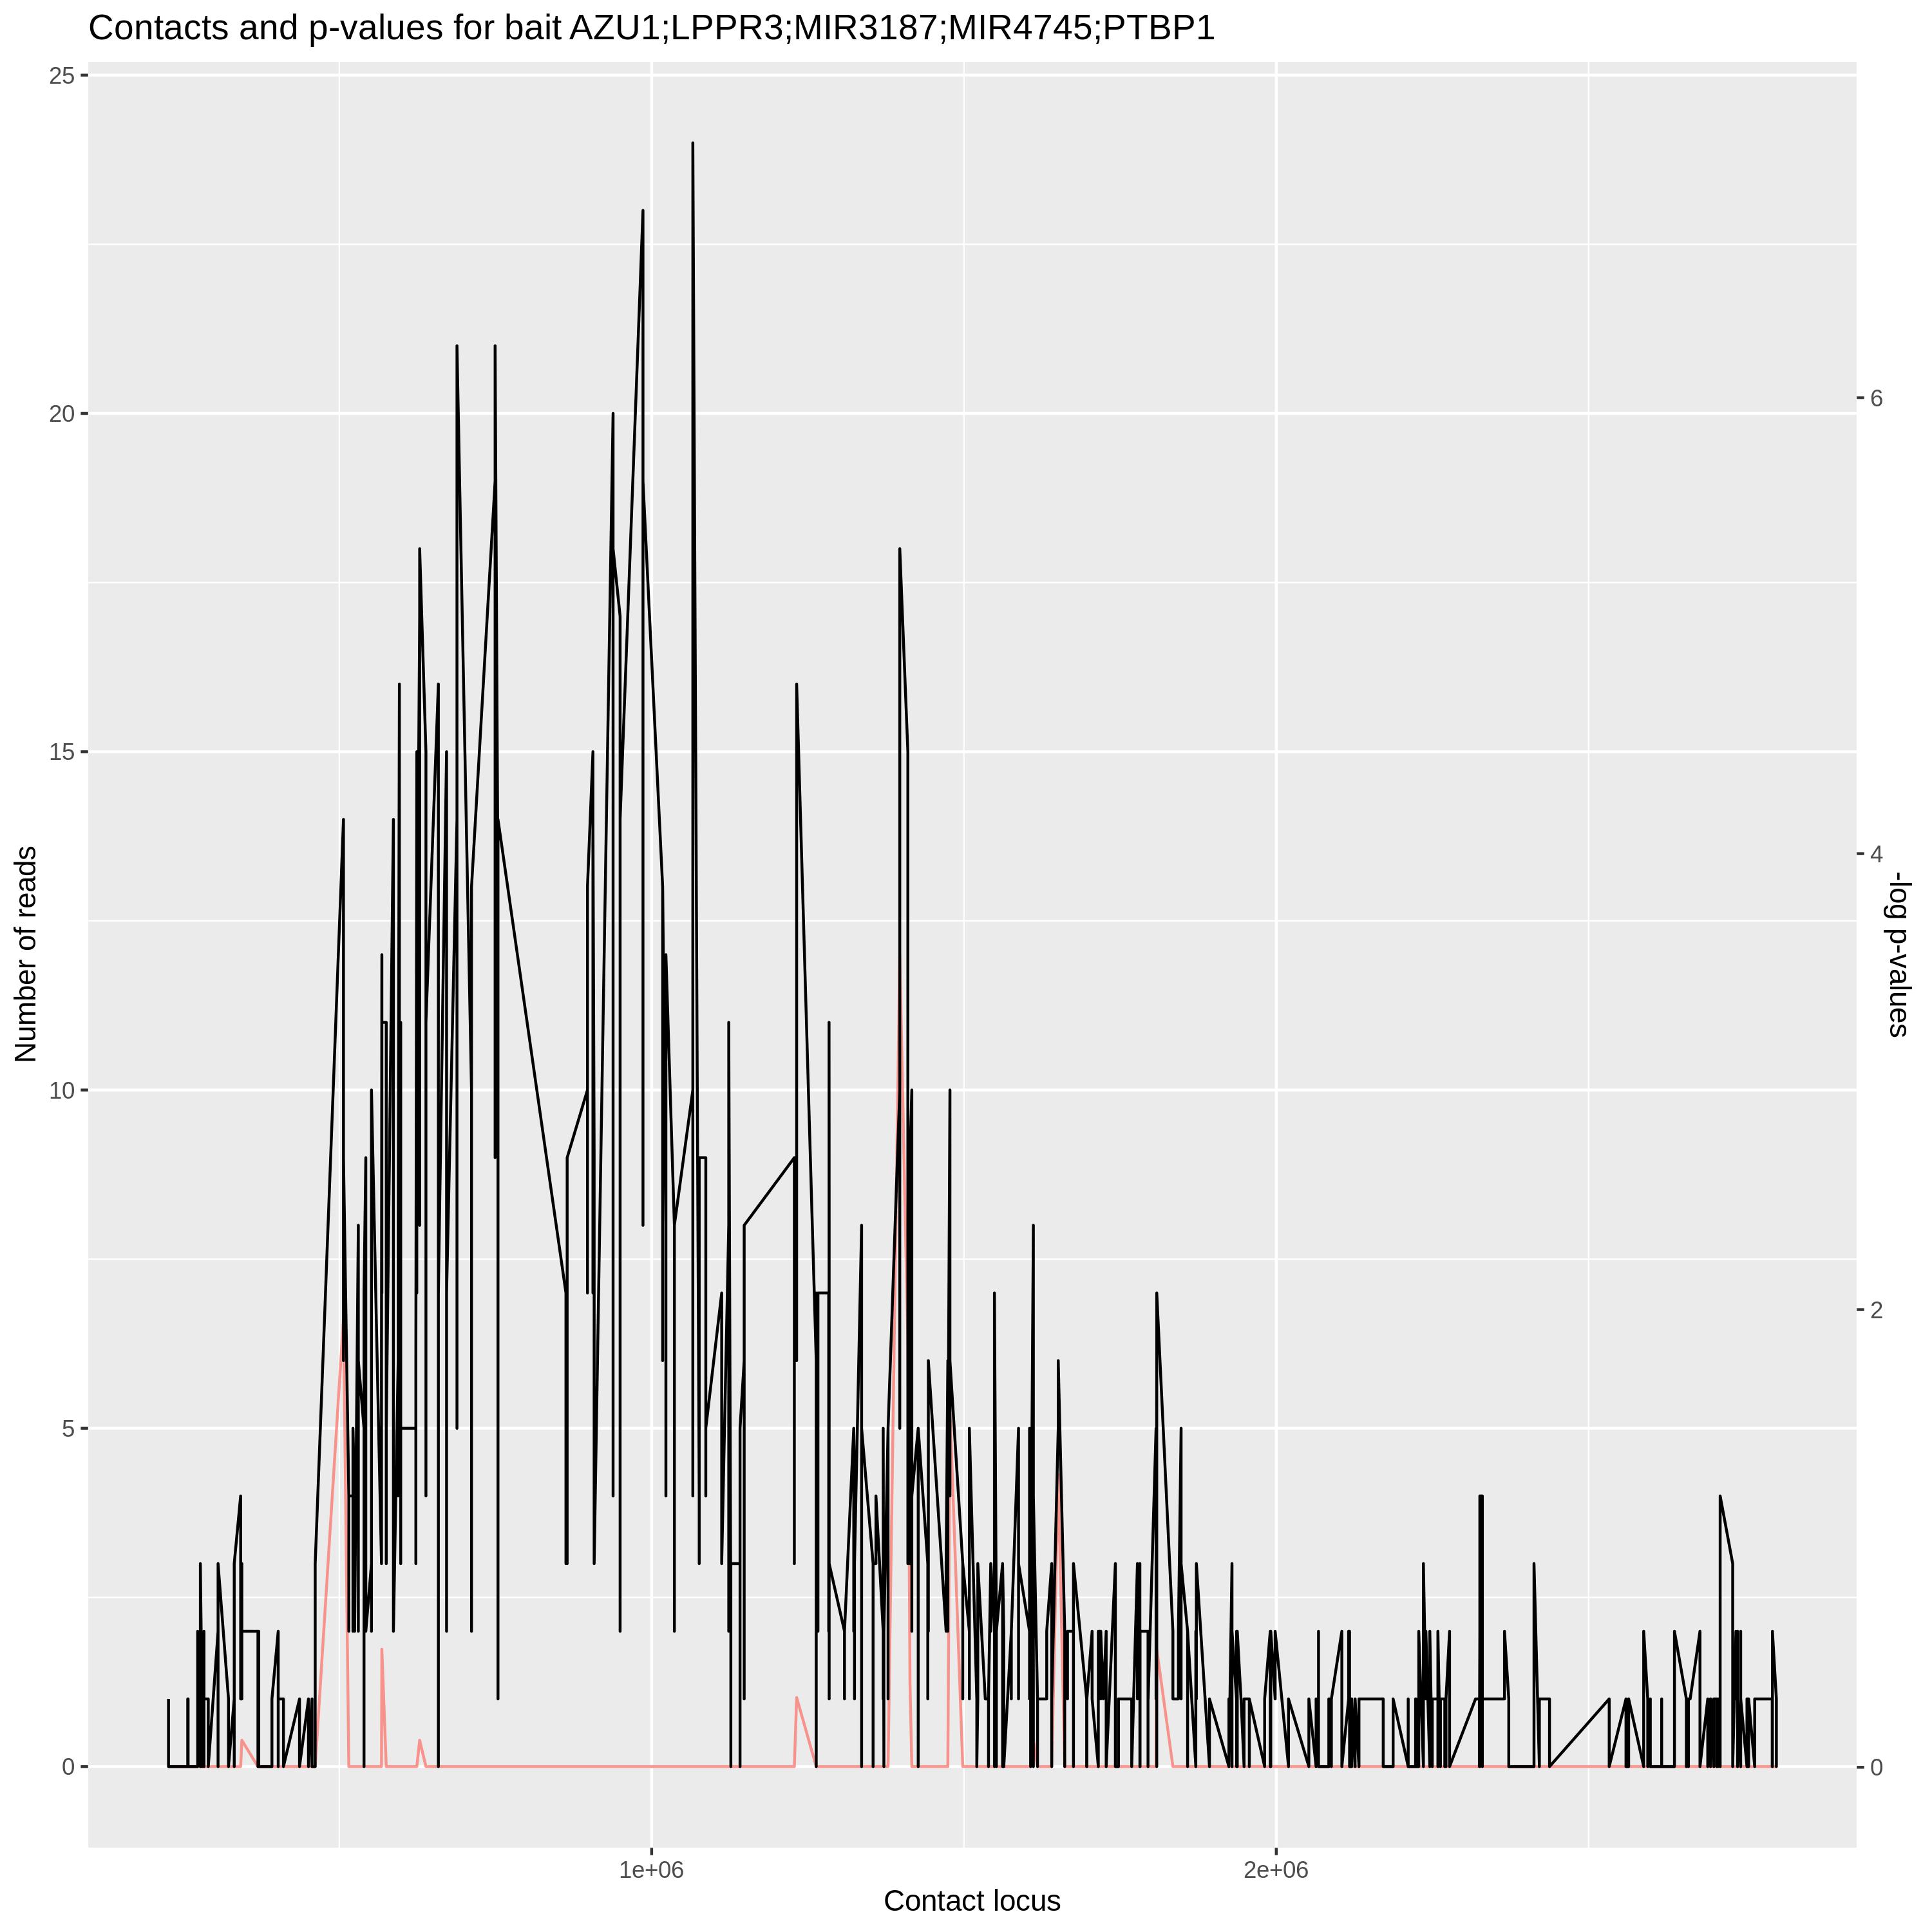 Contacts and p-values for bait AZU1;LPPR3;MIR3187;MIR4745;PTBP1
25
20
15
10
5
0
Number of reads
6
4
2
0
-log p-values
1e+06
2e+06
Contact locus